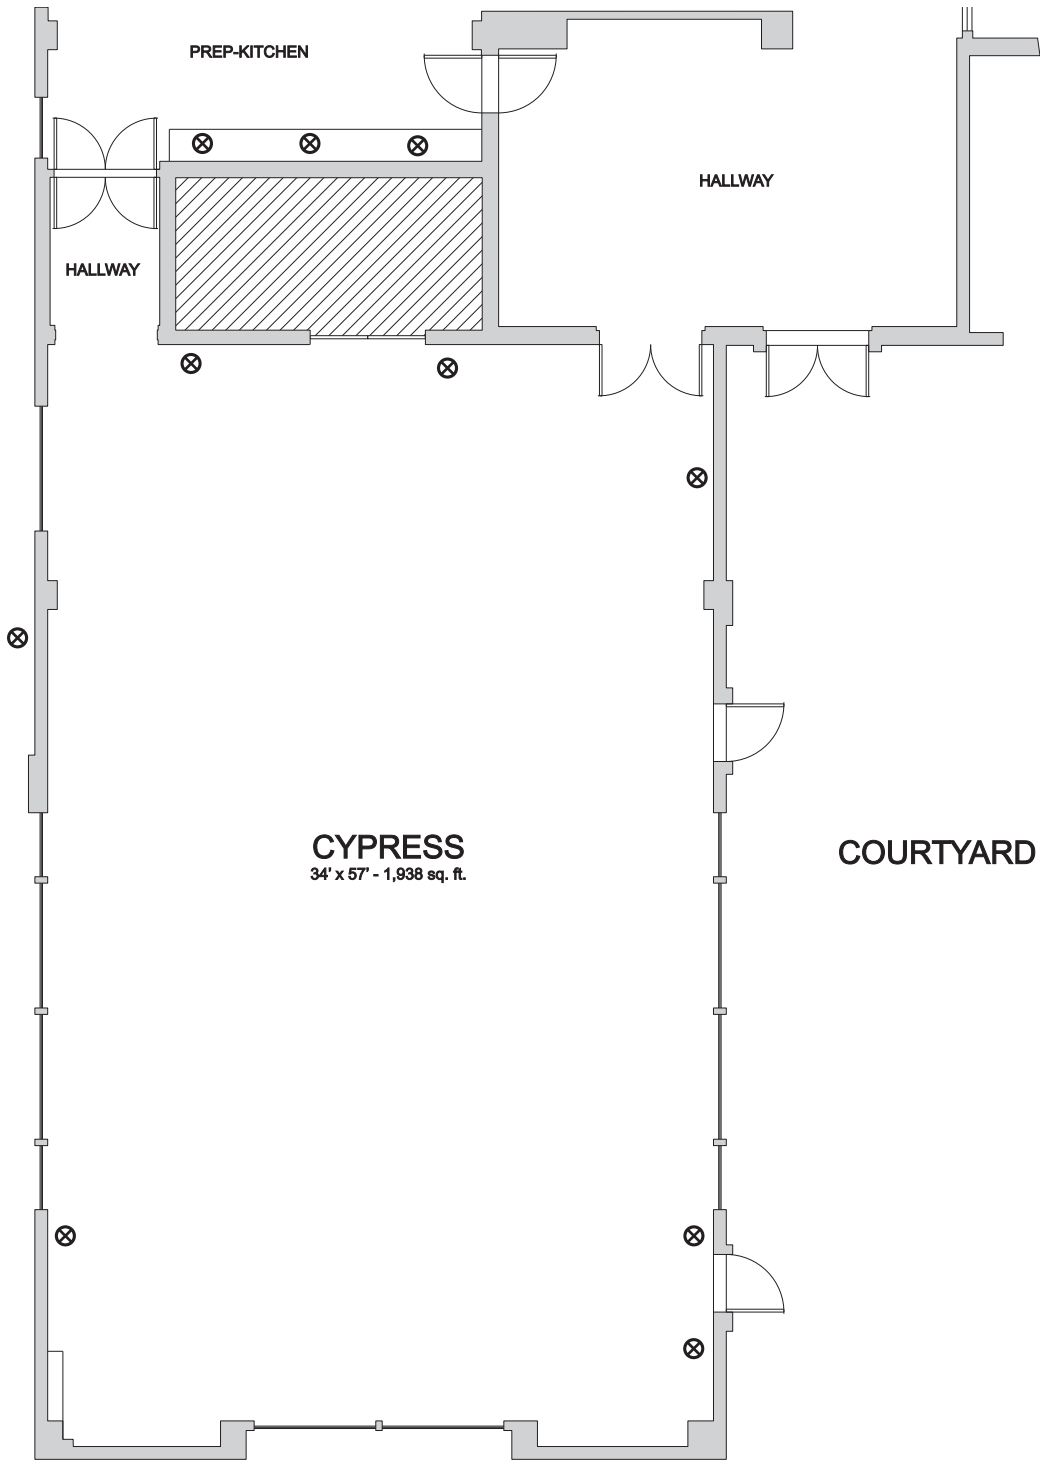 PREP-KITCHEN
HALLWAY
HALLWAY
CYPRESS
34' x 57' - 1,938 sq. ft.
COURTYARD